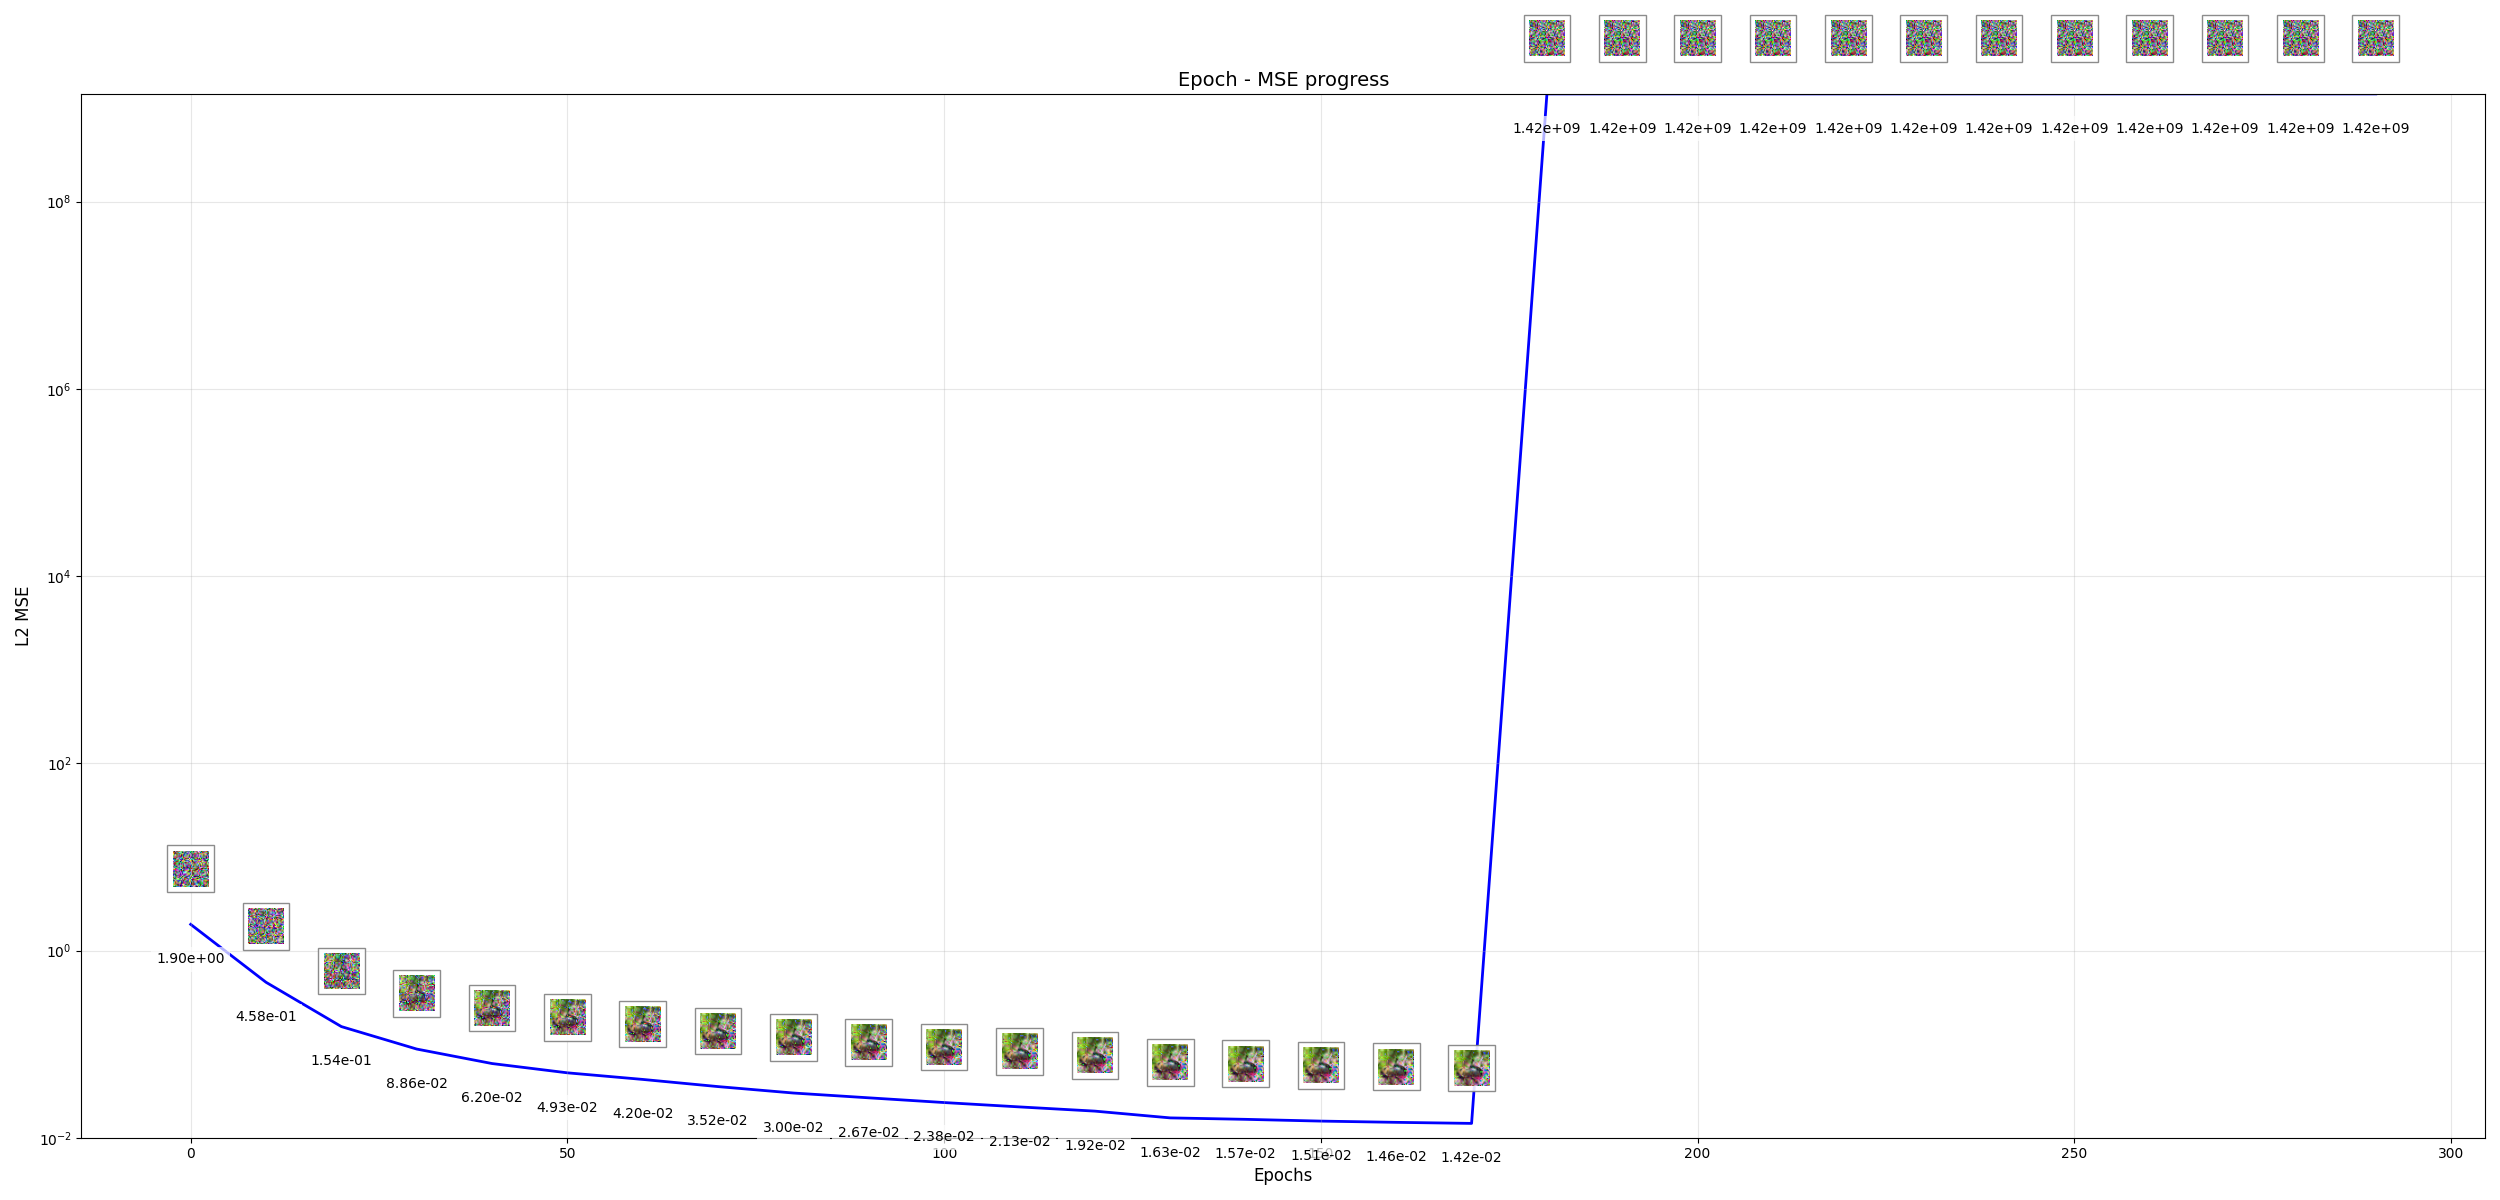 Epoch - MSE progress
1.42e+09 1.42e+09 1.42e+09 1.42e+09 1.42e+09 1.42e+09 1.42e+09 1.42e+09 1.42e+09 1.42e+09 1.42e+09 1.42e+09
10^8
10^6
10^4
L2 MSE
10^2
10^0
1.90e+00
4.58e-01
1.54e-01
8.86e-02
6.20e-02
4.93e-02
4.20e-02
3.52e-02
3.00e-02
2.67e-02
2.38e-02
2.13e-02
1.92e-02
1.63e-02
1.57e-02
1.51e-02
1.46e-02
1.42e-02
10^-2
0 50 100 150 200 250 300
Epochs